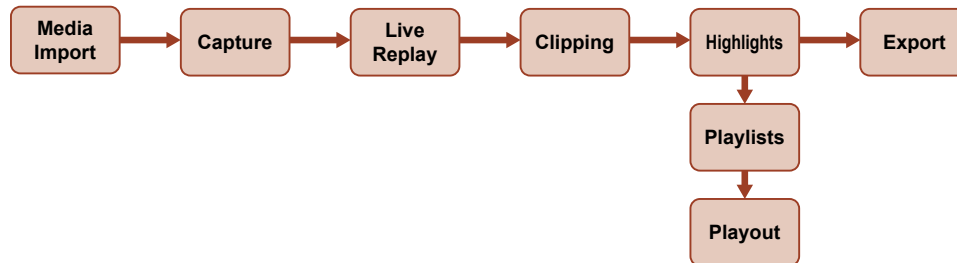 Media
Import
Capture
Live
Replay
Clipping
Highlights
Export
Playlists
Playout